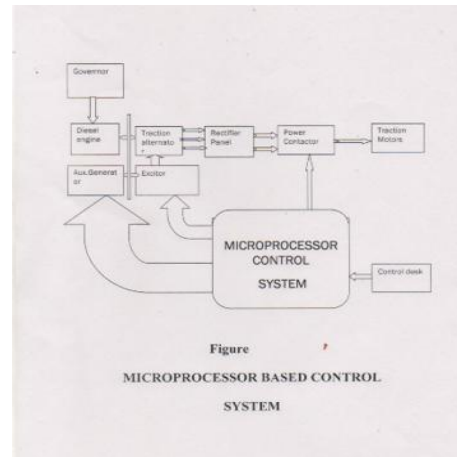 Governor
Diesel
engine
Traction
alternato
r
Rectifier
Panel
Power
Contactor
Traction
Motors
Aux.Generat
or
Excitor
MICROPROCESSOR
CONTROL
SYSTEM
Control desk
Figure
MICROPROCESSOR BASED CONTROL
SYSTEM